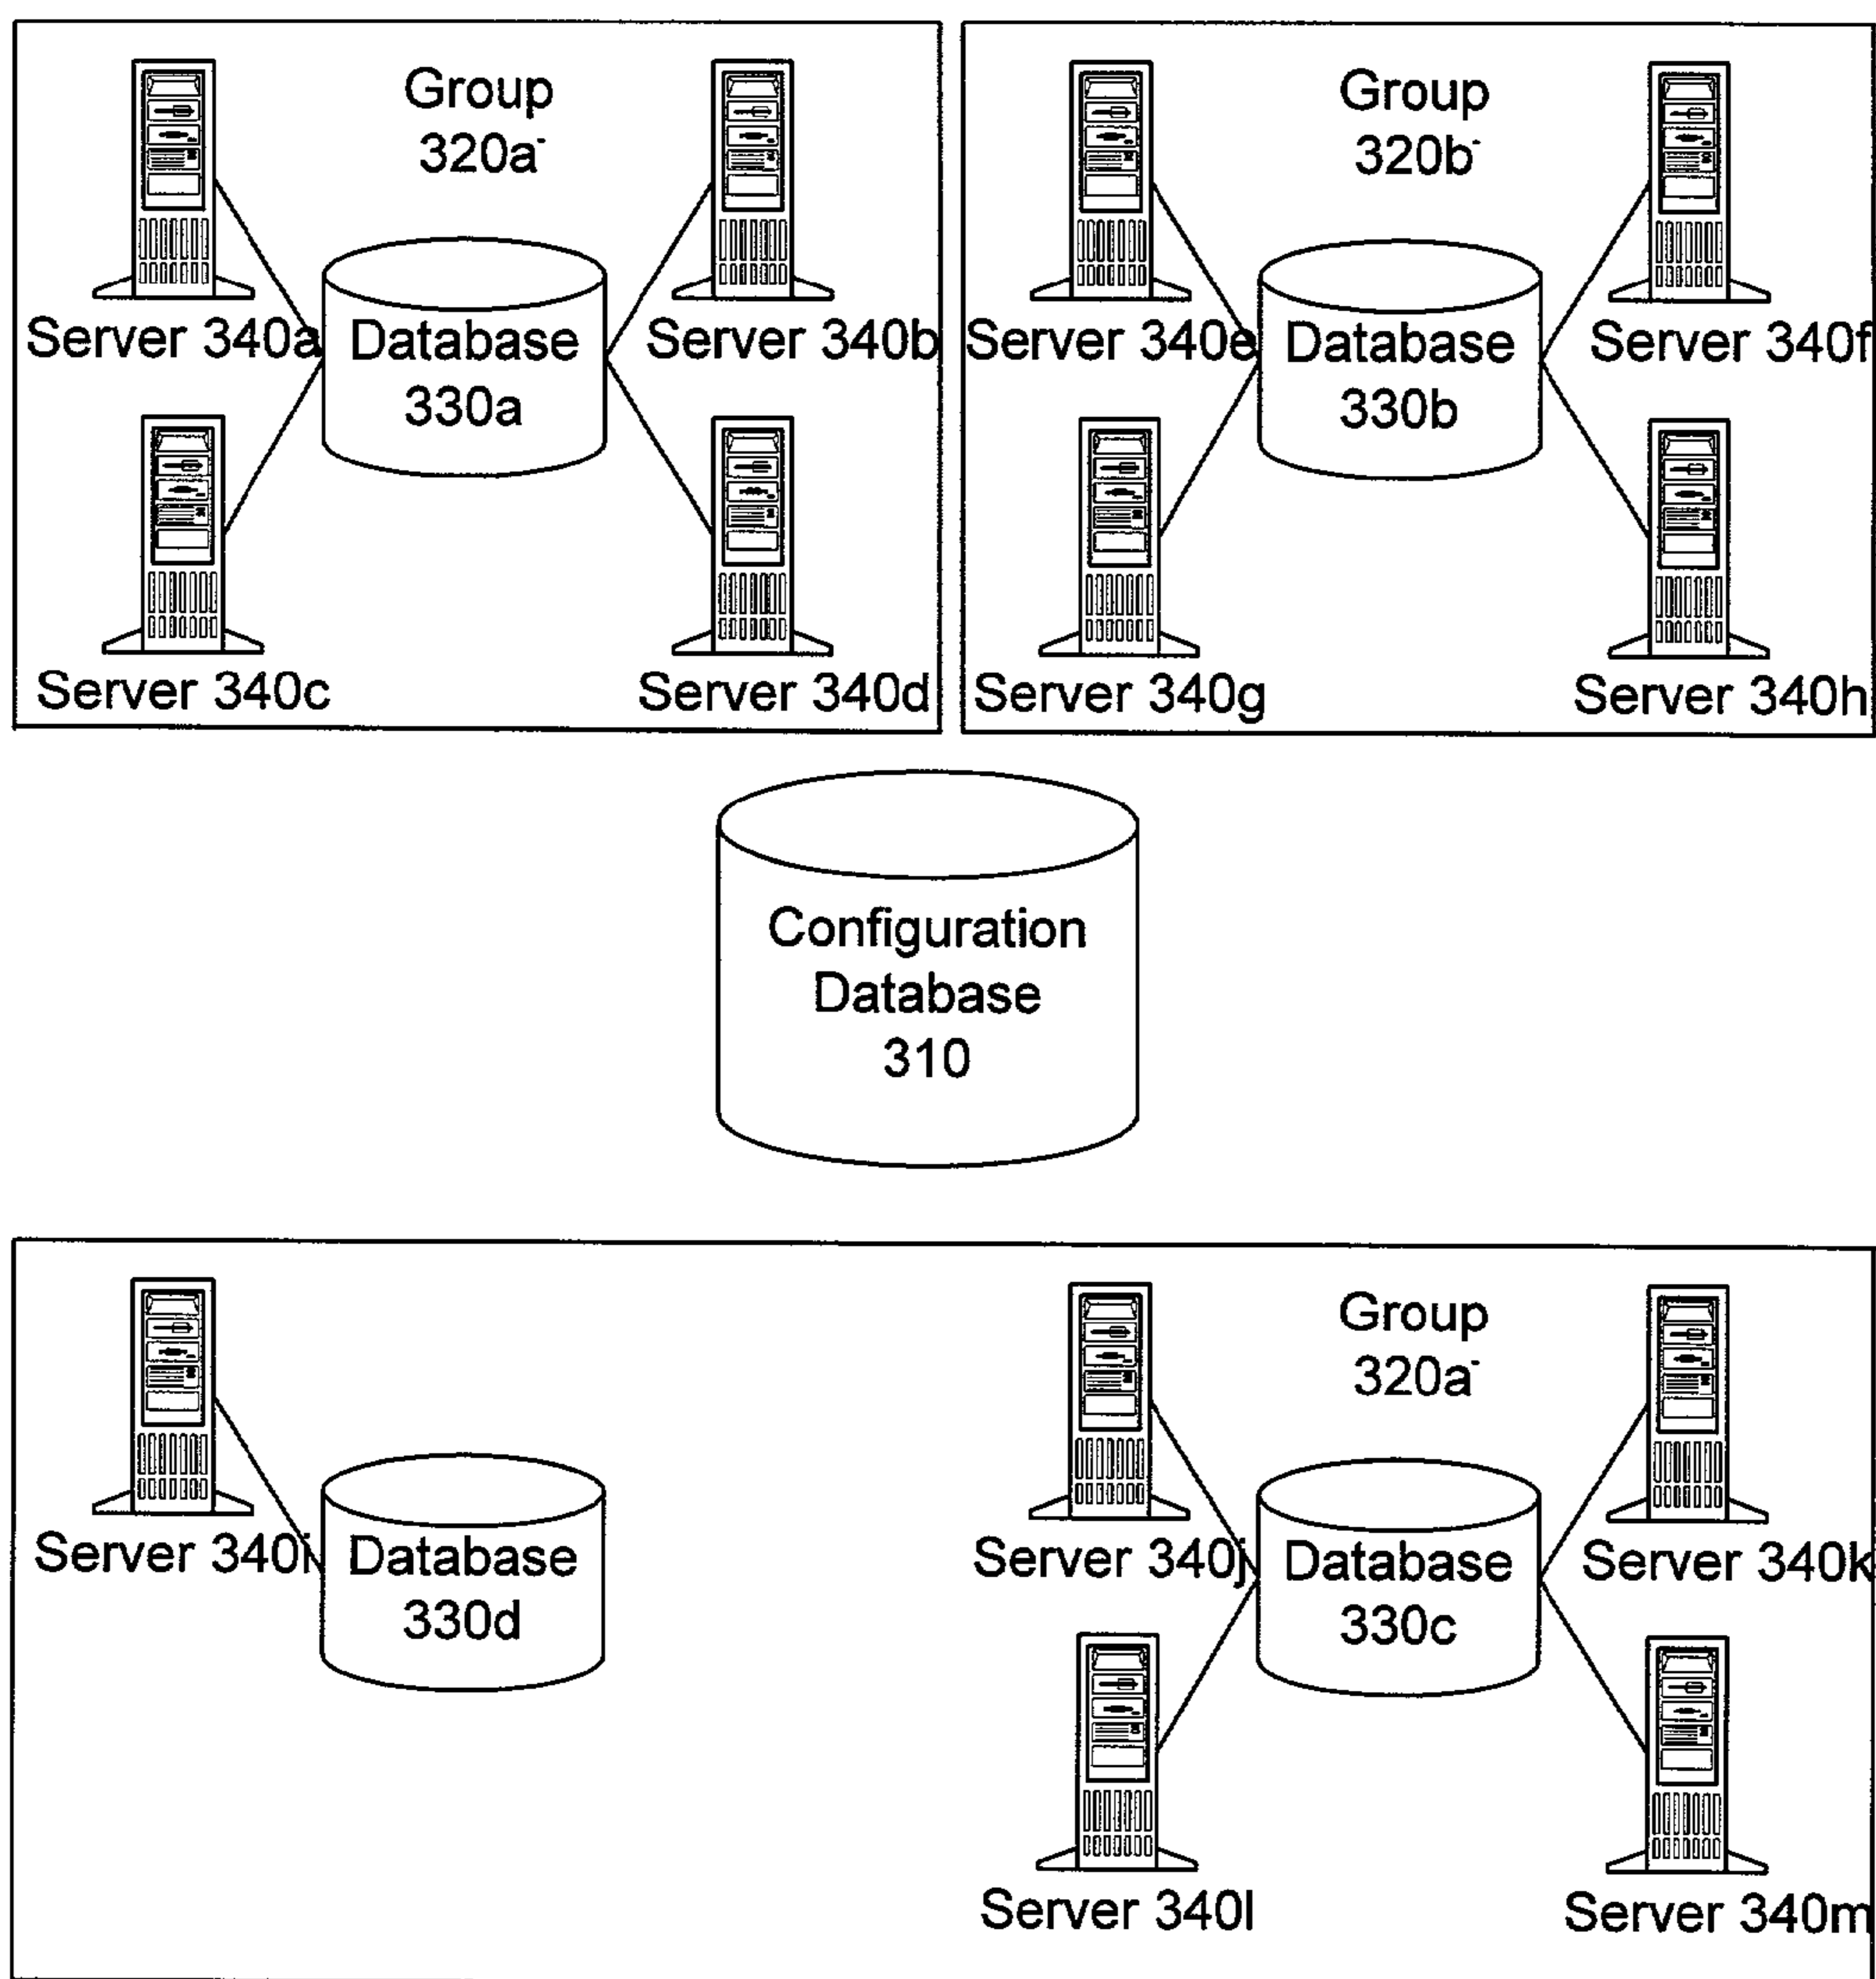 Group
320a
Server 340a
Database
330a
Server 340b
Server 340c
Server 340d
Group
320b
Server 340e
Database
330b
Server 340f
Server 340g
Server 340h
Configuration
Database
310
Server 340i
Database
330d
Group
320a
Server 340j
Database
330c
Server 340k
Server 340l
Server 340m